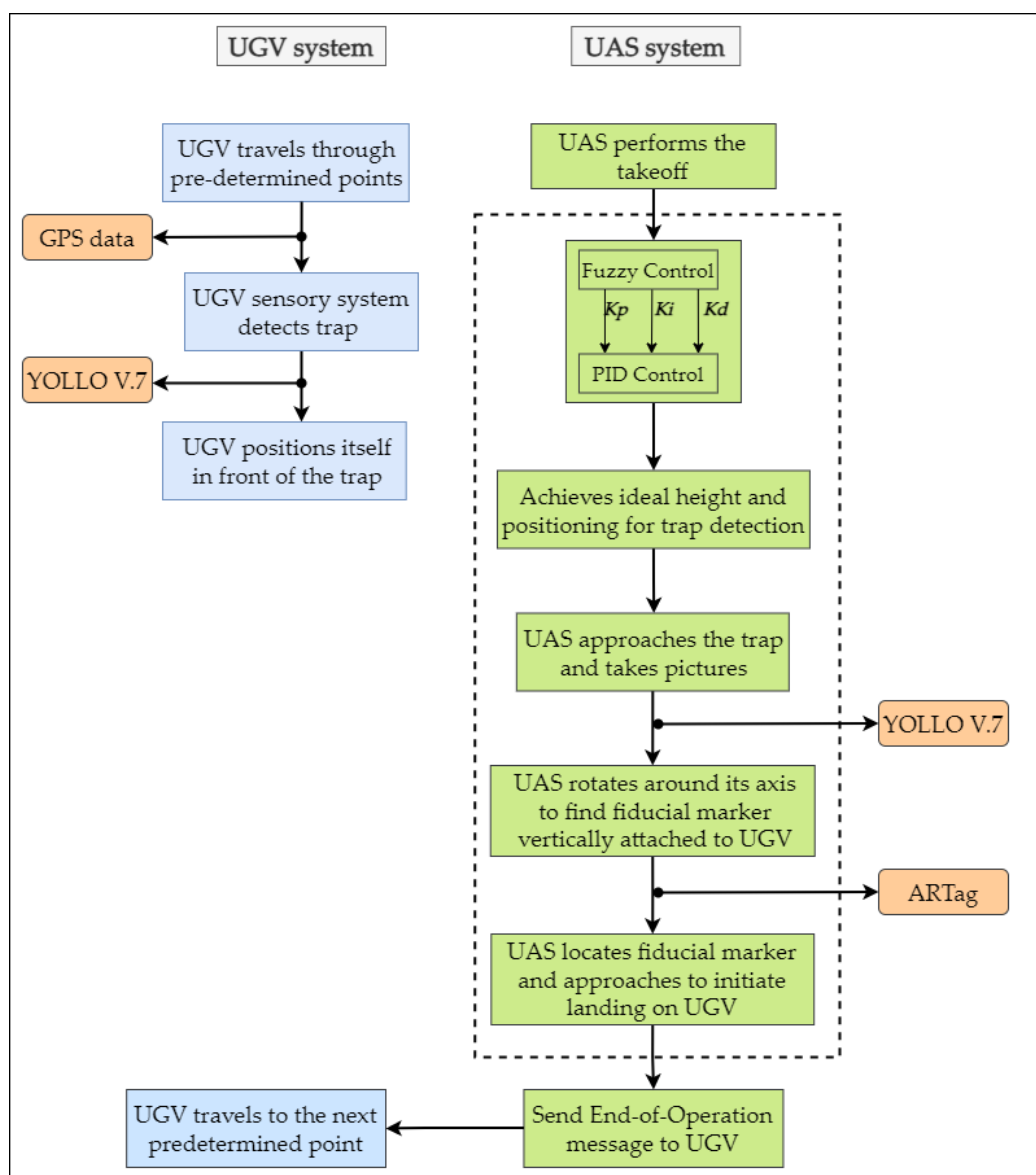 UGV system
UAS system
UGV travels through
pre-determined points
GPS data
UGV sensory system
detects trap
YOLLO V.7
UGV positions itself
in front of the trap
UAS performs the
takeoff
Fuzzy Control
Kp Ki Kd
PID Control
Achieves ideal height and
positioning for trap detection
UAS approaches the trap
and takes pictures
YOLLO V.7
UAS rotates around its axis
to find fiducial marker
vertically attached to UGV
ARTag
UAS locates fiducial marker
and approaches to initiate
landing on UGV
Send End-of-Operation
message to UGV
UGV travels to the next
predetermined point